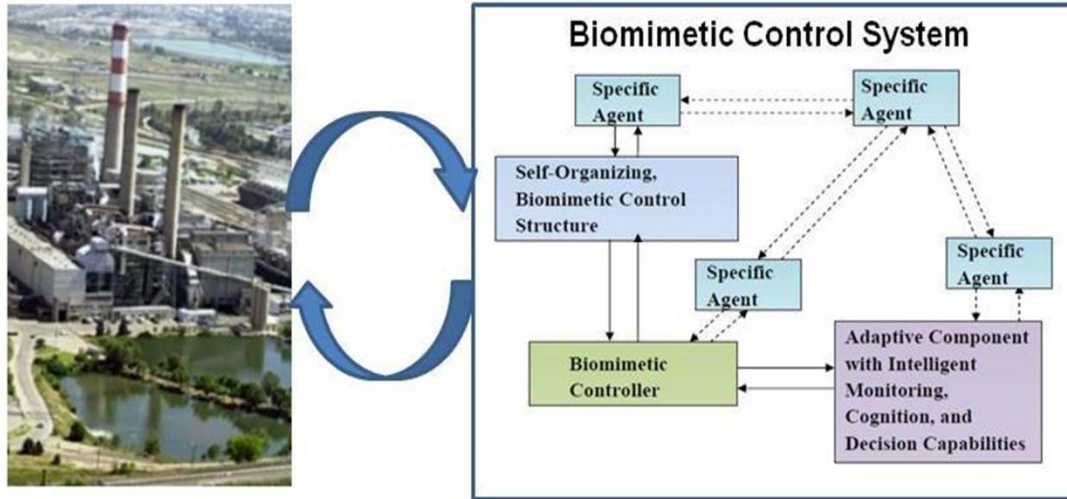 Biomimetic Control System
Specific
Agent
Specific
Agent
Self-Organizing,
Biomimetic Control
Structure
Specific
Agent
Specific
Agent
Biomimetic
Controller
Adaptive Component
with Intelligent
Monitoring,
Cognition, and
Decision Capabilities